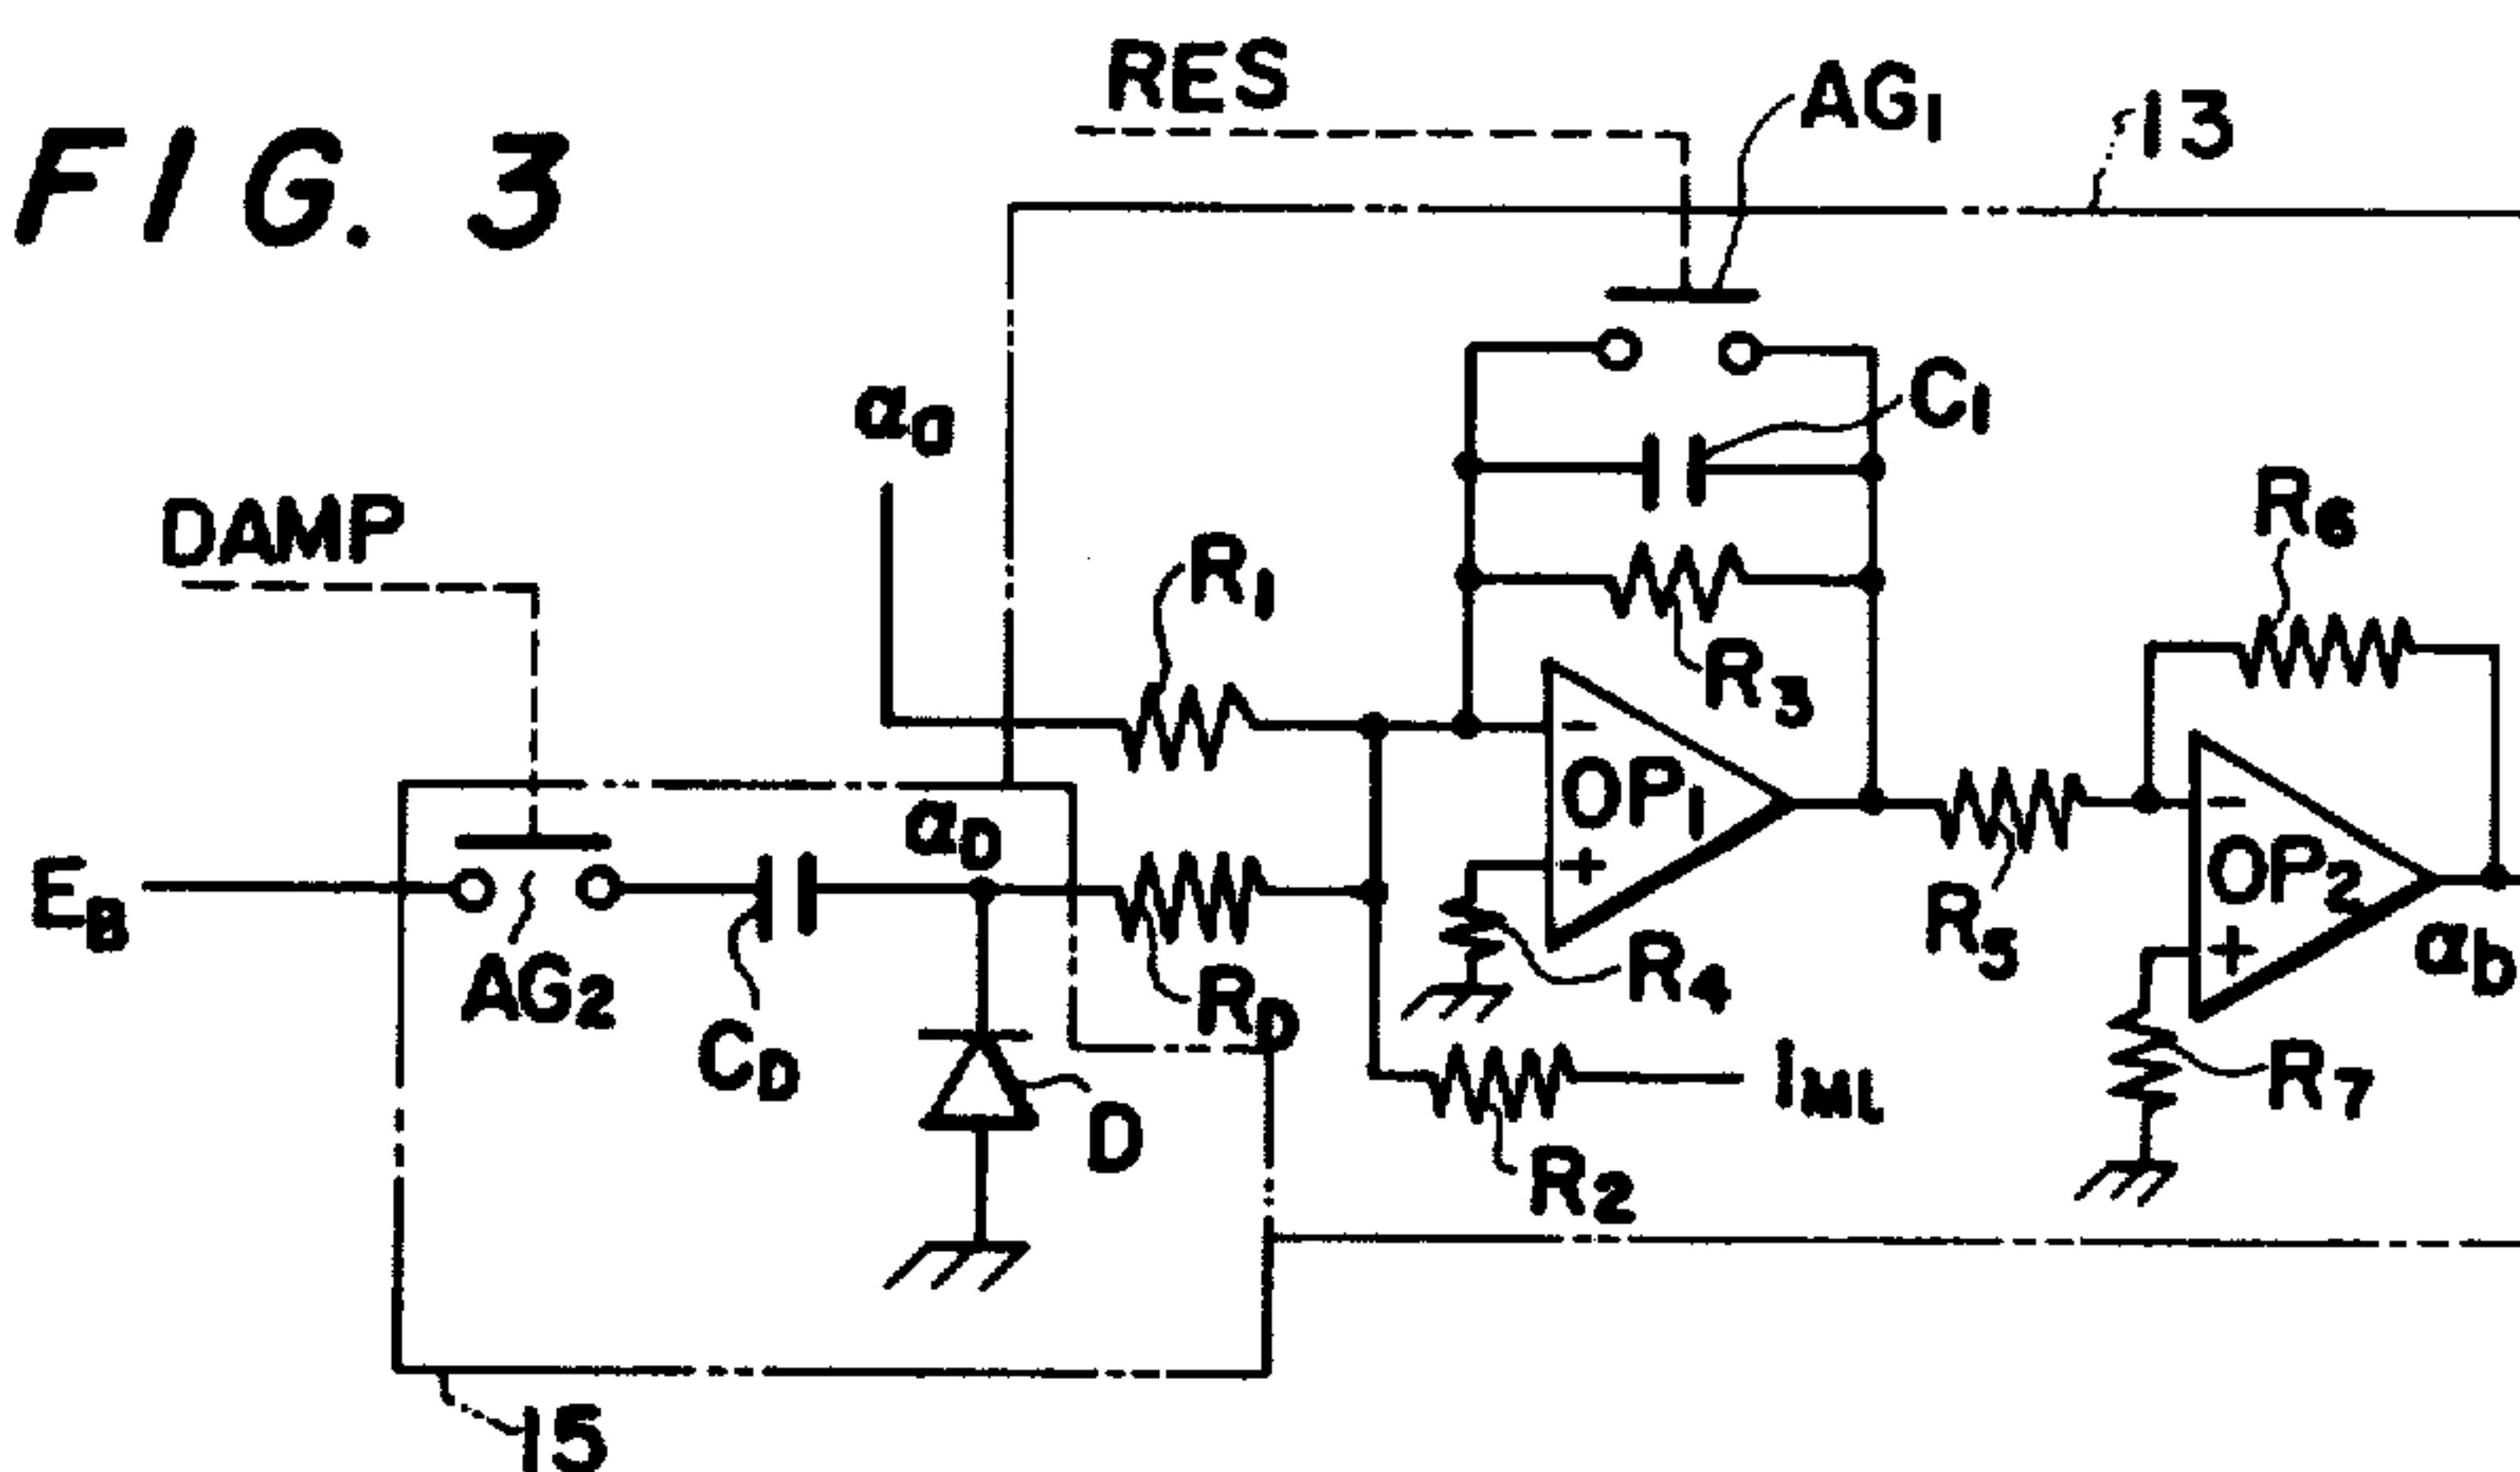 FIG. 3
RES
AG1
13
αa
C1
DAMP
R1
R6
R3
αD
OP1
EB
OP2
AG2
R5
αb
R4
RD
CD
D
iML
R7
R2
15